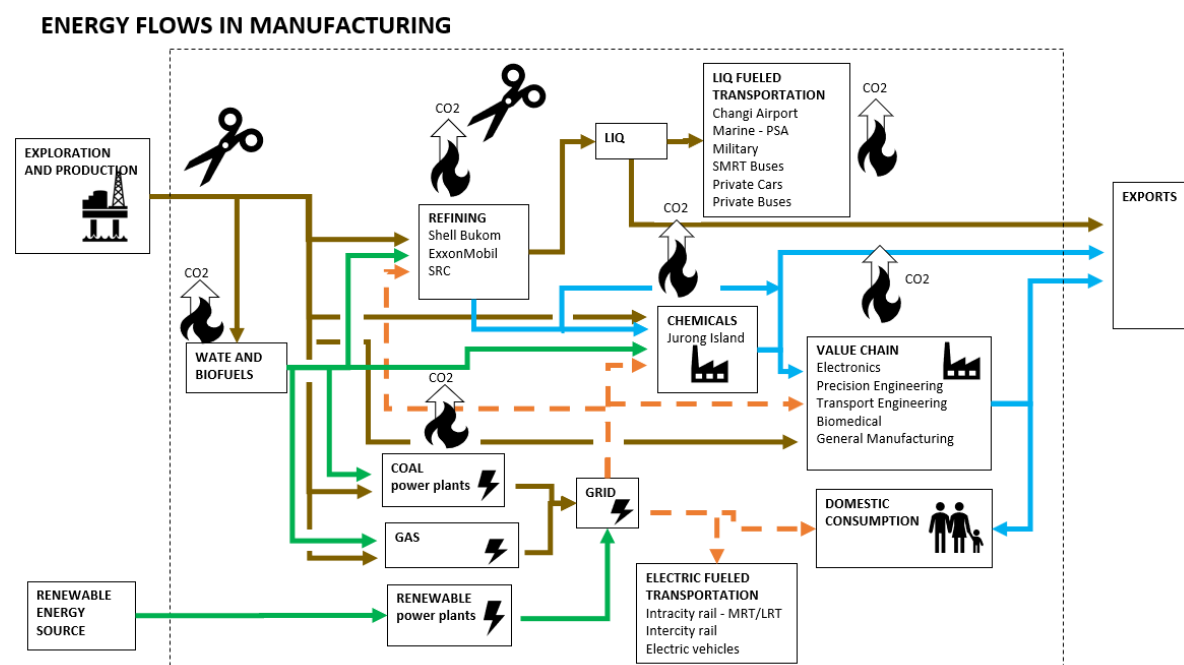 ENERGY FLOWS IN MANUFACTURING
EXPLORATION
AND PRODUCTION
CO2
CO2
LIQ
LIQ FUELED
TRANSPORTATION
Changi Airport
Marine - PSA
Military
SMRT Buses
Private Cars
Private Buses
CO2
EXPORTS
REFINING
Shell Bukom
ExxonMobil
SRC
CO2
CO2
WATE AND
BIOFUELS
CHEMICALS
Jurong Island
VALUE CHAIN
Electronics
Precision Engineering
Transport Engineering
Biomedical
General Manufacturing
CO2
COAL
power plants
GRID
GAS
DOMESTIC
CONSUMPTION
RENEWABLE
ENERGY
SOURCE
RENEWABLE
power plants
ELECTRIC FUELED
TRANSPORTATION
Intracity rail - MRT/LRT
Intercity rail
Electric vehicles